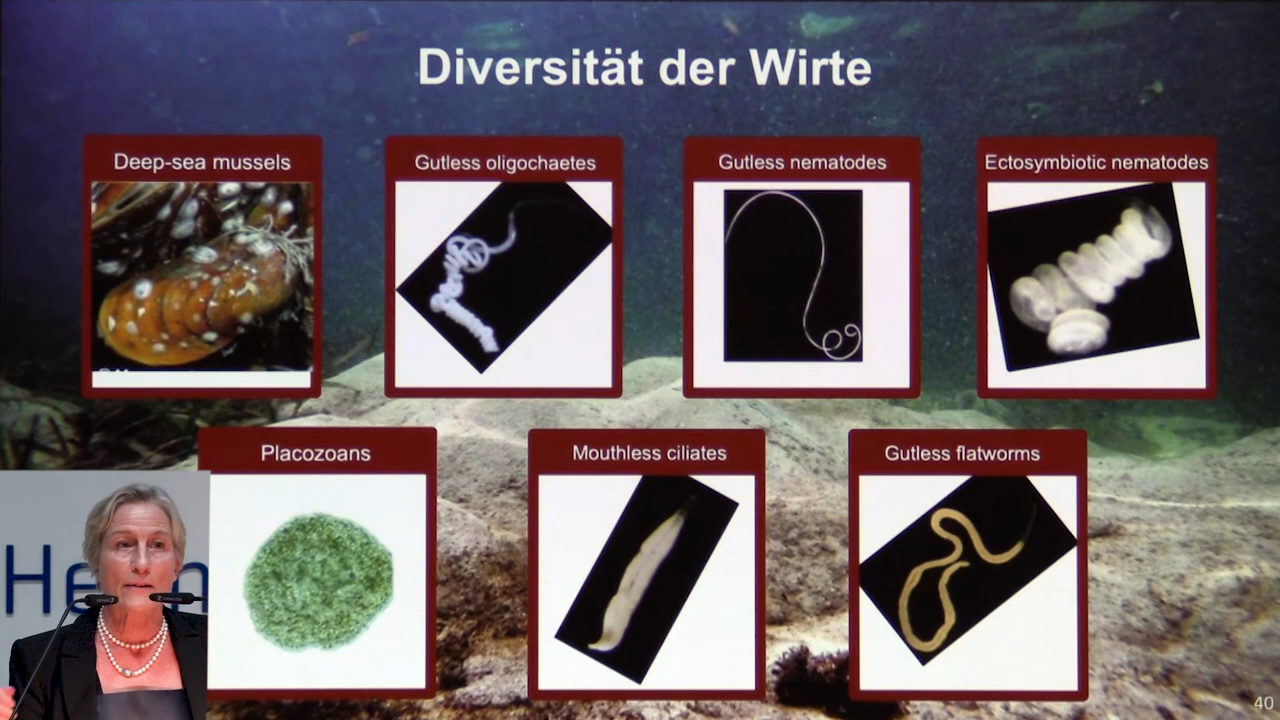 Diversität der Wirte
Deep-sea mussels
Gutless oligochaetes
Gutless nematodes
Ectosymbiotic nematodes
Placozoans
Mouthless ciliates
Gutless flatworms
40